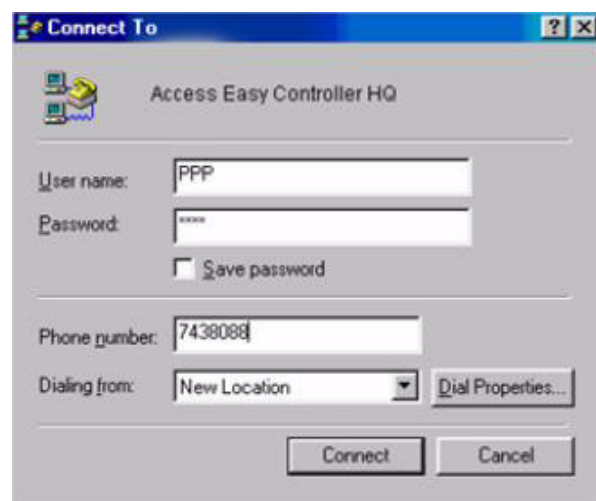 Connect To
Access Easy Controller HQ
User name: PPP
Password: ****
Save password
Phone number: 7438088
Dialing from: New Location Dial Properties...
Connect Cancel